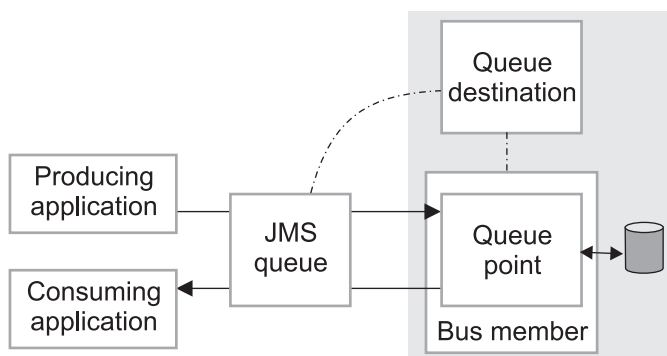 Queue
destination
Producing
application
JMS
queue
Queue
point
Consuming
application
Bus member